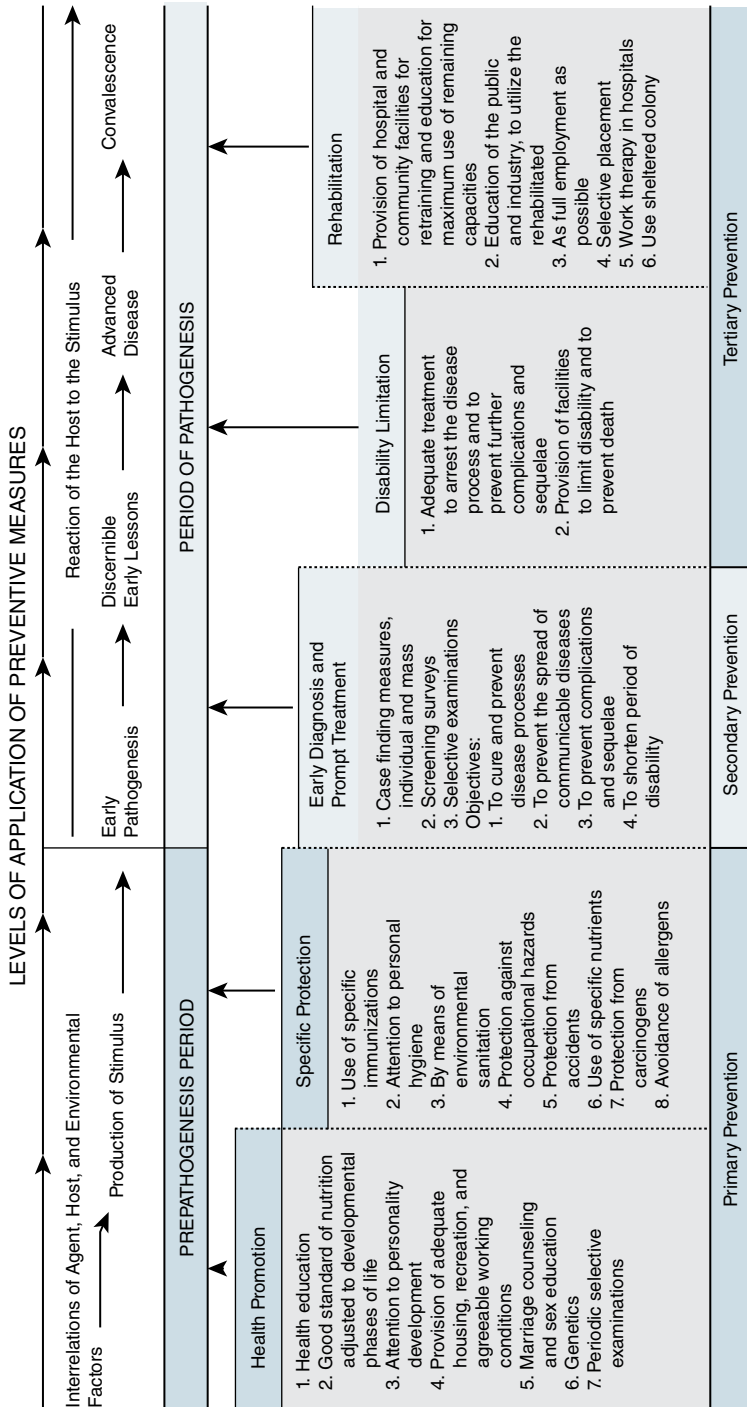 LEVELS OF APPLICATION OF PREVENTIVE MEASURES
Interrelations of Agent, Host, and Environmental
Factors
Production of Stimulus
Reaction of the Host to the Stimulus
Early
Pathogenesis
Discernible
Early Lessons
Advanced
Disease
Convalescence
PREPATHOGENESIS PERIOD
PERIOD OF PATHOGENESIS
Health Promotion
1. Health education
2. Good standard of nutrition
adjusted to developmental
phases of life
3. Attention to personality
development
4. Provision of adequate
housing, recreation, and
agreeable working
conditions
5. Marriage counseling
and sex education
6. Genetics
7. Periodic selective
examinations
Specific Protection
1. Use of specific
immunizations
2. Attention to personal
hygiene
3. By means of
environmental
sanitation
4. Protection against
occupational hazards
5. Protection from
accidents
6. Use of specific nutrients
7. Protection from
carcinogens
8. Avoidance of allergens
Early Diagnosis and
Prompt Treatment
1. Case finding measures,
individual and mass
2. Screening surveys
3. Selective examinations
Objectives:
1. To cure and prevent
disease processes
2. To prevent the spread of
communicable diseases
3. To prevent complications
and sequelae
4. To shorten period of
disability
Disability Limitation
1. Adequate treatment
to arrest the disease
process and to
prevent further
complications and
sequelae
2. Provision of facilities
to limit disability and to
prevent death
Rehabilitation
1. Provision of hospital and
community facilities for
retraining and education for
maximum use of remaining
capacities
2. Education of the public
and industry, to utilize the
rehabilitated
3. As full employment as
possible
4. Selective placement
5. Work therapy in hospitals
6. Use sheltered colony
Primary Prevention
Secondary Prevention
Tertiary Prevention